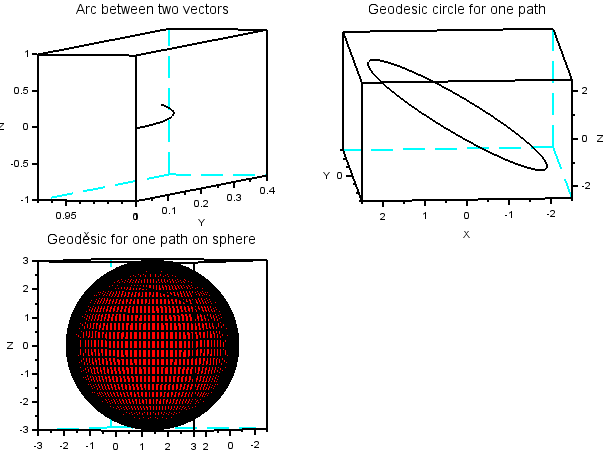 Arc between two vectors
Geodesic circle for one path
1
0.5
0
-0.5
-1
Z
0.95
0
0.1
0.2
0.3
0.4
X
Y
2
0
-2
Z
Y 0
2 1 0 -1 -2
X
Geodesic for one path on sphere
3
2
1
0
-1
-2
-3
Z
-3 -2 -1 0 1 2 3 2 0 -2